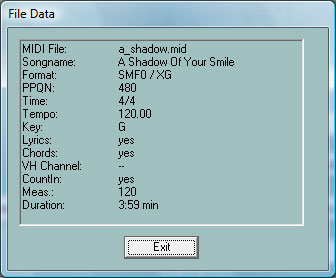 File Data
MIDI File: a_shadow.mid
Songname: A Shadow Of Your Smile
Format: SMF0 / XG
PPQN: 480
Time: 4/4
Tempo: 120.00
Key: G
Lyrics: yes
Chords: yes
VH Channel: --
CountIn: yes
Meas.: 120
Duration: 3:59 min
Exit